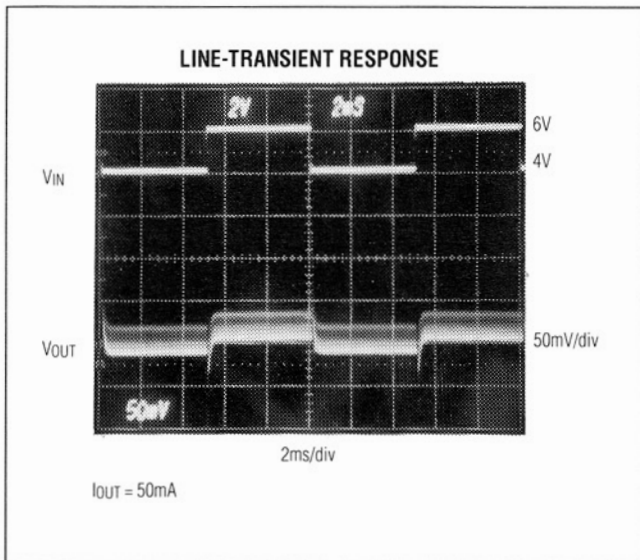 LINE-TRANSIENT RESPONSE
2V 2mS
6V
4V
VIN
VOUT
50mV/div
50mV
2ms/div
IOUT = 50mA